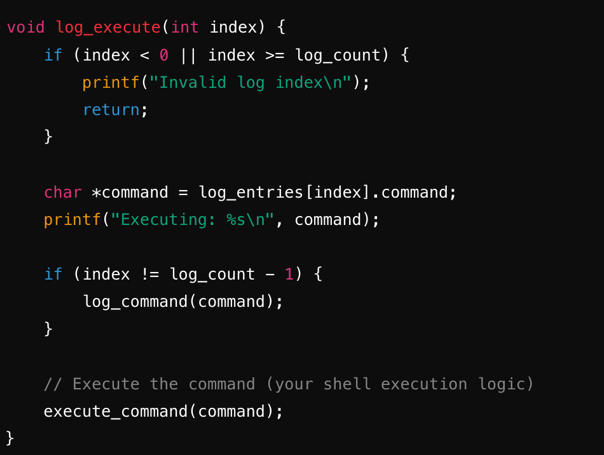 void log_execute(int index) {
    if (index < 0 || index >= log_count) {
        printf("Invalid log index\n");
        return;
    }

    char *command = log_entries[index].command;
    printf("Executing: %s\n", command);

    if (index != log_count - 1) {
        log_command(command);
    }

    // Execute the command (your shell execution logic)
    execute_command(command);
}